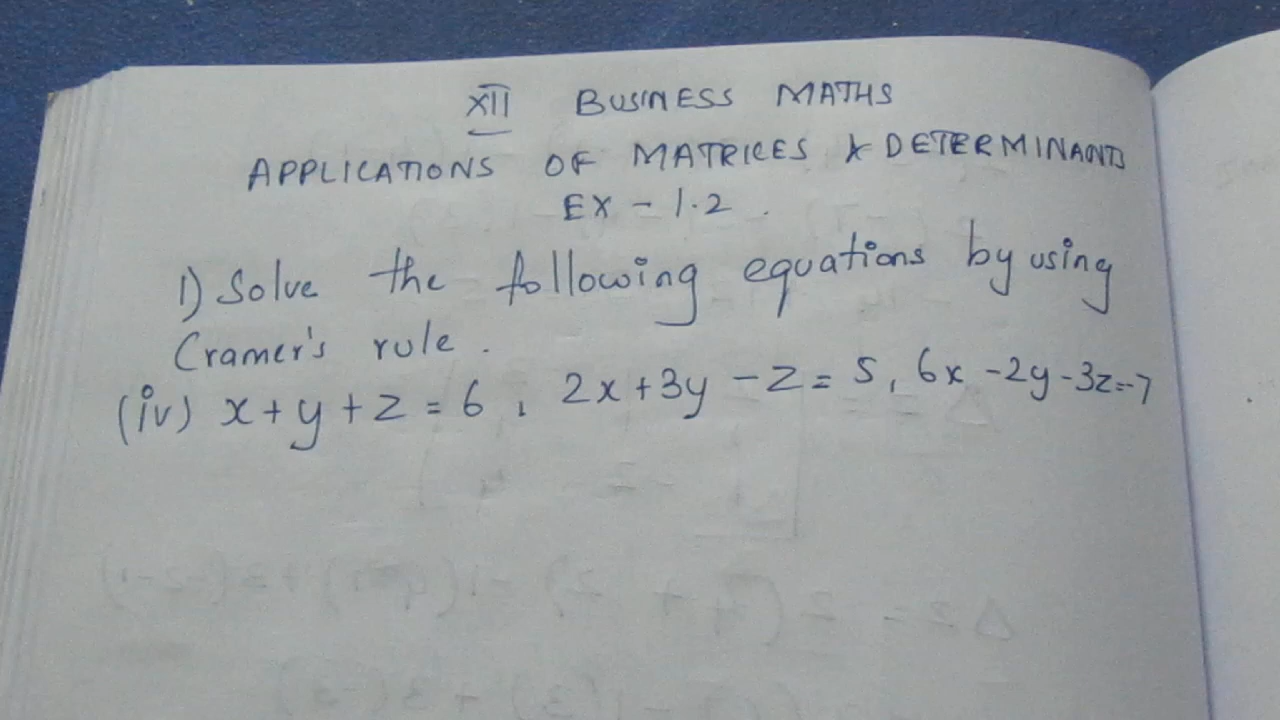 XII BUSINESS MATHS
APPLICATIONS OF MATRICES & DETERMINANTS
EX - 1.2.
1) Solve the following equations by using
Cramer's rule.
(iv) x + y + z = 6, 2x + 3y - z = 5, 6x - 2y - 3z = -7